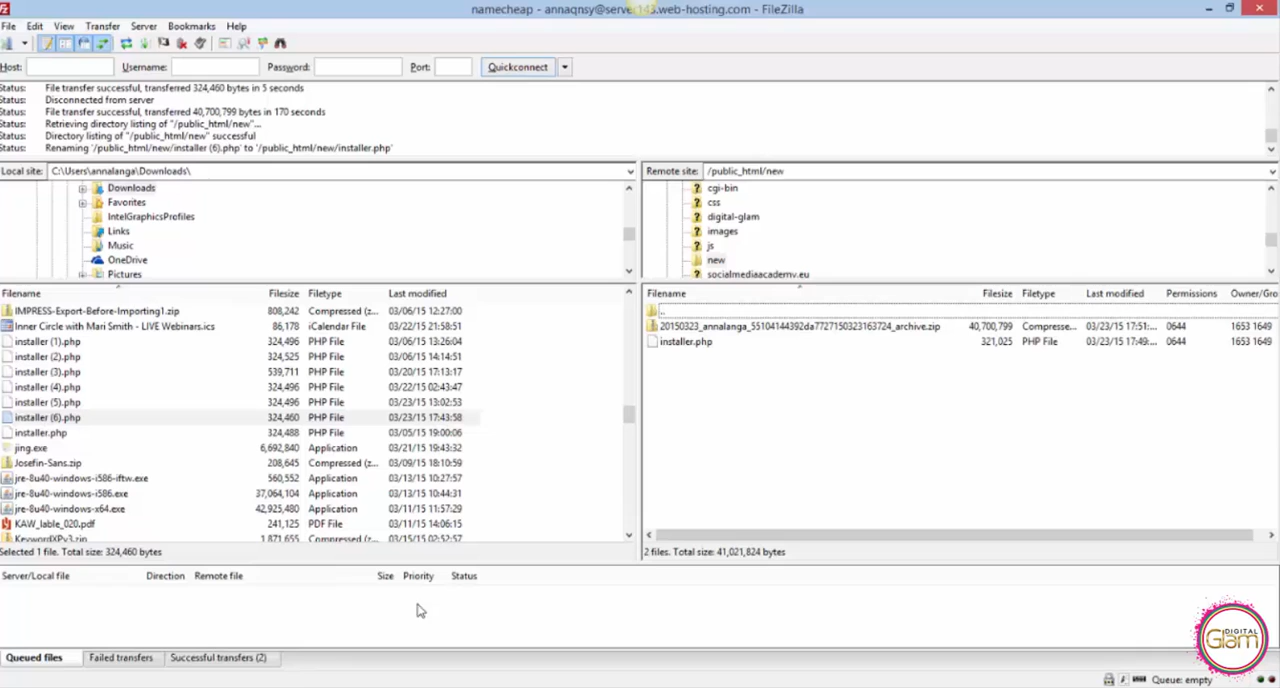 namecheap - annaqnsy@server143.web-hosting.com - FileZilla
File Edit View Transfer Server Bookmarks Help
Host: Username: Password: Port: Quickconnect
Status: File transfer successful, transferred 324,460 bytes in 5 seconds
Status: Disconnected from server
Status: File transfer successful, transferred 40,700,799 bytes in 170 seconds
Status: Retrieving directory listing of "/public_html/new"...
Status: Directory listing of "/public_html/new" successful
Status: Renaming '/public_html/new/installer (6).php' to '/public_html/new/installer.php'
Local site: C:\Users\annalanga\Downloads\
Downloads
Favorites
IntelGraphicsProfiles
Links
Music
OneDrive
Pictures
Remote site: /public_html/new
cgi-bin
css
digital-glam
images
js
new
socialmediaacademy.eu
Filename Filesize Filetype Last modified
IMPRESS-Export-Before-Importing1.zip 808,242 Compressed (z... 03/06/15 12:27:00
Inner Circle with Mari Smith - LIVE Webinars.ics 86,178 iCalendar File 03/22/15 21:58:51
installer (1).php 324,496 PHP File 03/06/15 13:26:04
installer (2).php 324,525 PHP File 03/06/15 14:14:51
installer (3).php 539,711 PHP File 03/20/15 17:13:17
installer (4).php 324,496 PHP File 03/22/15 02:43:47
installer (5).php 324,496 PHP File 03/23/15 13:02:53
installer (6).php 324,460 PHP File 03/23/15 17:43:58
installer.php 324,488 PHP File 03/05/15 19:00:06
jing.exe 6,692,840 Application 03/21/15 19:43:32
Josefin-Sans.zip 208,645 Compressed (z... 03/09/15 18:10:59
jre-8u40-windows-i586-iftw.exe 560,552 Application 03/13/15 10:27:57
jre-8u40-windows-i586.exe 37,064,104 Application 03/13/15 10:44:31
jre-8u40-windows-x64.exe 42,925,480 Application 03/11/15 11:57:29
KAW_lable_020.pdf 241,125 PDF File 03/11/15 14:06:15
KeywordXPv3.zip 1,871,655 Compressed (z... 03/15/15 02:52:57
Selected 1 file. Total size: 324,460 bytes
Filename Filesize Filetype Last modified Permissions Owner/Gro
..
20150323_annalanga_55104144392da7727150323163724_archive.zip 40,700,799 Compresse... 03/23/15 17:51:... 0644 1653 1649
installer.php 321,025 PHP File 03/23/15 17:49:... 0644 1653 1649
2 files. Total size: 41,021,824 bytes
Server/Local file Direction Remote file Size Priority Status
Queued files Failed transfers Successful transfers (2)
DIGITAL
Glam
Queue: empty